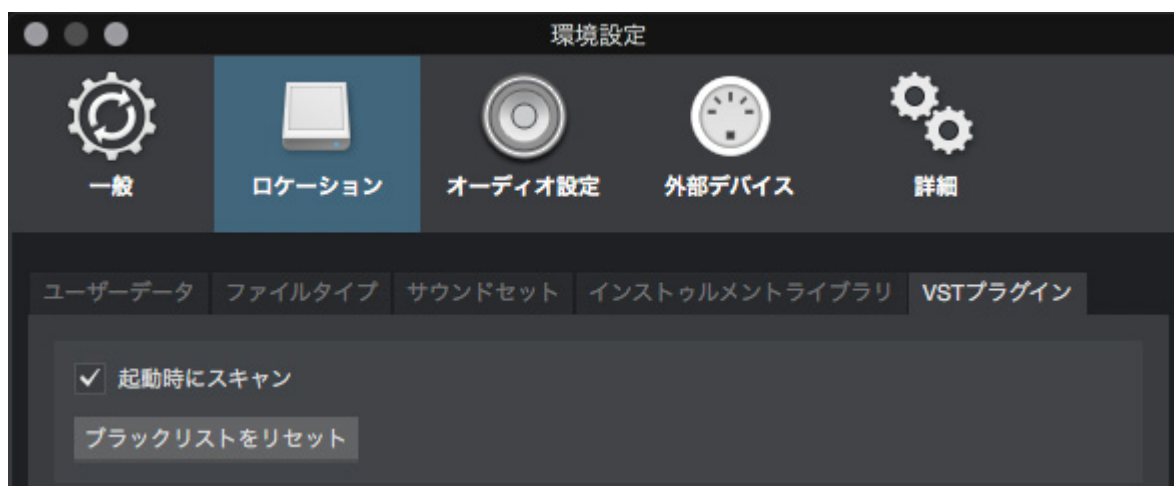 環境設定
一般 ロケーション オーディオ設定 外部デバイス 詳細
ユーザーデータ ファイルタイプ サウンドセット インストゥルメントライブラリ VSTプラグイン
起動時にスキャン
ブラックリストをリセット